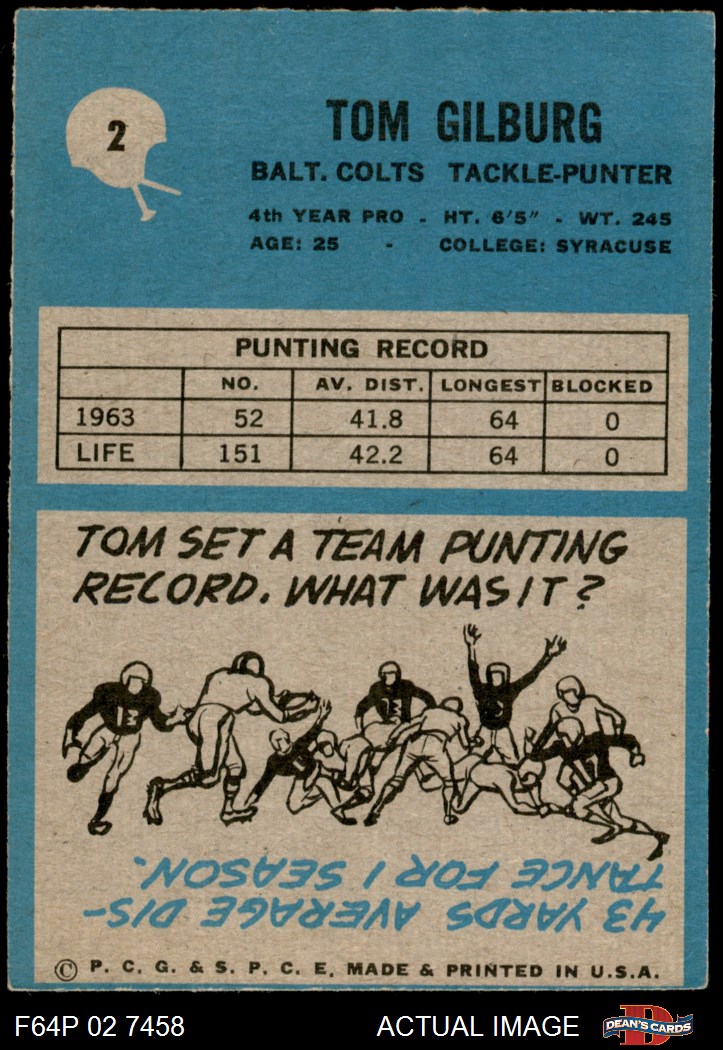 2
TOM GILBURG
BALT. COLTS TACKLE-PUNTER
4th YEAR PRO - HT. 6'5" - WT. 245
AGE: 25 - COLLEGE: SYRACUSE
PUNTING RECORD
NO. AV. DIST. LONGEST BLOCKED
1963 52 41.8 64 0
LIFE 151 42.2 64 0
TOM SET A TEAM PUNTING
RECORD. WHAT WAS IT?
43 YARDS AVERAGE DIS-
TANCE FOR 1 SEASON.
© P. C. G. & S. P. C. E. MADE & PRINTED IN U.S.A.
F64P 02 7458 ACTUAL IMAGE D DEAN'S CARDS